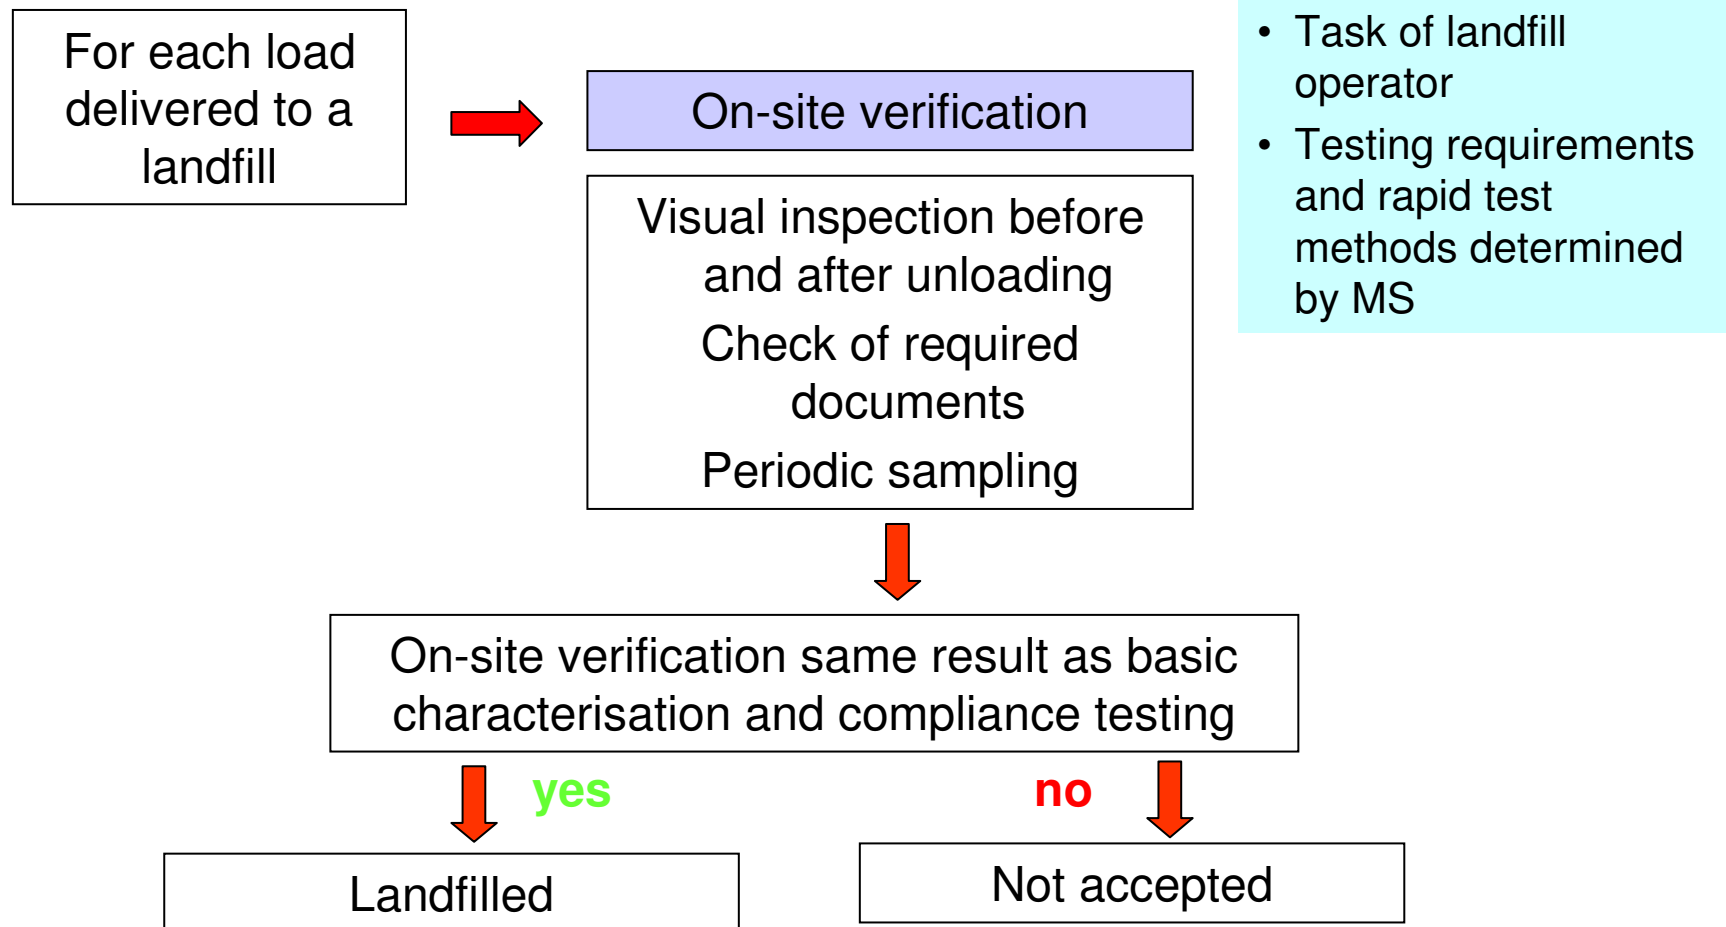 For each load
delivered to a
landfill
On-site verification
• Task of landfill
operator
• Testing requirements
and rapid test
methods determined
by MS
Visual inspection before
and after unloading
Check of required
documents
Periodic sampling
On-site verification same result as basic
characterisation and compliance testing
yes
no
Landfilled
Not accepted